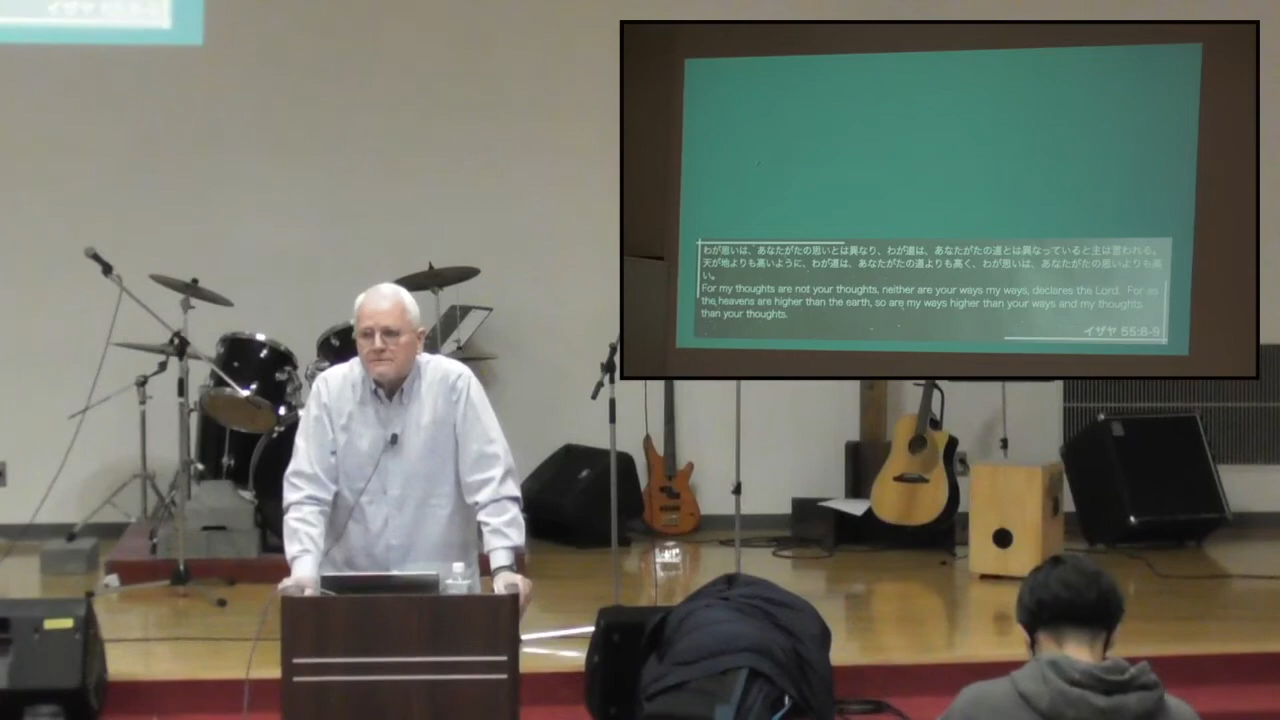 イザヤ 55:8-9
わが思いは、あなたがたの思いとは異なり、わが道は、あなたがたの道とは異なっていると主は言われる。
天が地よりも高いように、わが道は、あなたがたの道よりも高く、わが思いは、あなたがたの思いよりも高
い。
For my thoughts are not your thoughts, neither are your ways my ways, declares the Lord.  For as
the heavens are higher than the earth, so are my ways higher than your ways and my thoughts
than your thoughts.
イザヤ 55:8-9